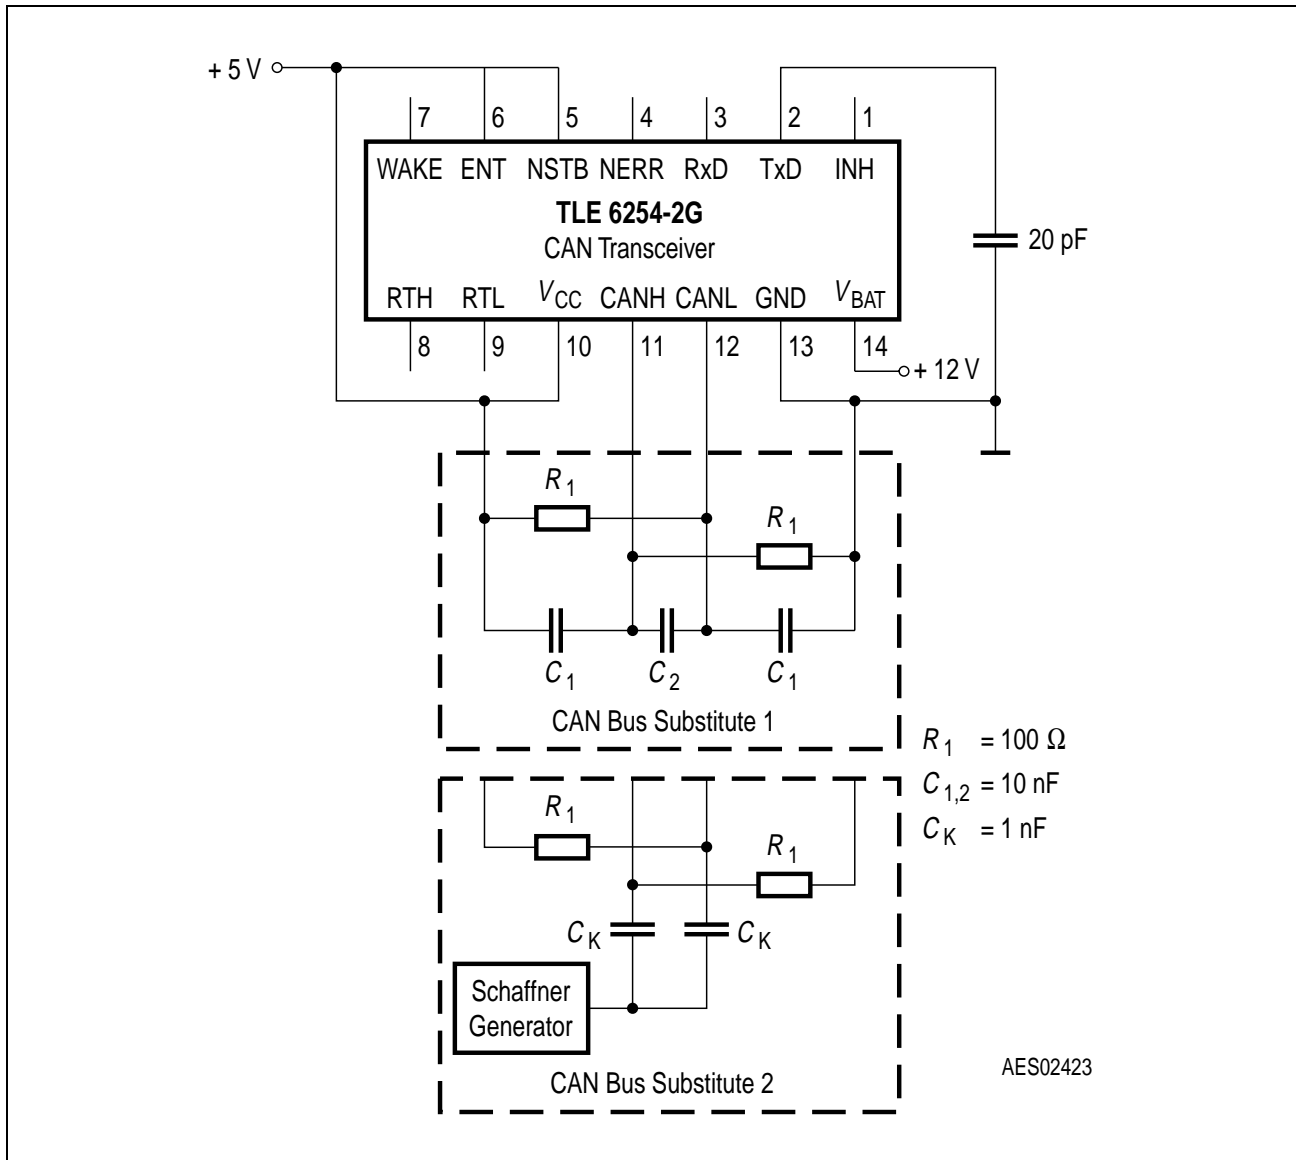 + 5 V
7 6 5 4 3 2 1
WAKE ENT NSTB NERR RxD TxD INH
TLE 6254-2G
CAN Transceiver
20 pF
RTH RTL VCC CANH CANL GND VBAT
8 9 10 11 12 13 14
+ 12 V
R1
R1
C1 C2 C1
CAN Bus Substitute 1
R1 = 100 Ω
C1,2 = 10 nF
CK = 1 nF
R1
R1
CK CK
Schaffner
Generator
CAN Bus Substitute 2
AES02423